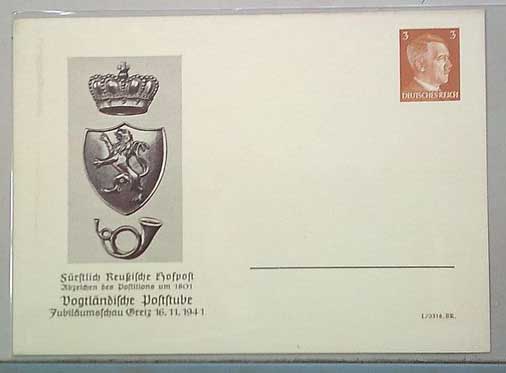 3 3
DEUTSCHES REICH
Fürstlich Reußische Hofpost
Abzeichen des Postillons um 1801
Vogtländische Poststube
Jubiläumsschau Greiz 16.11.1941